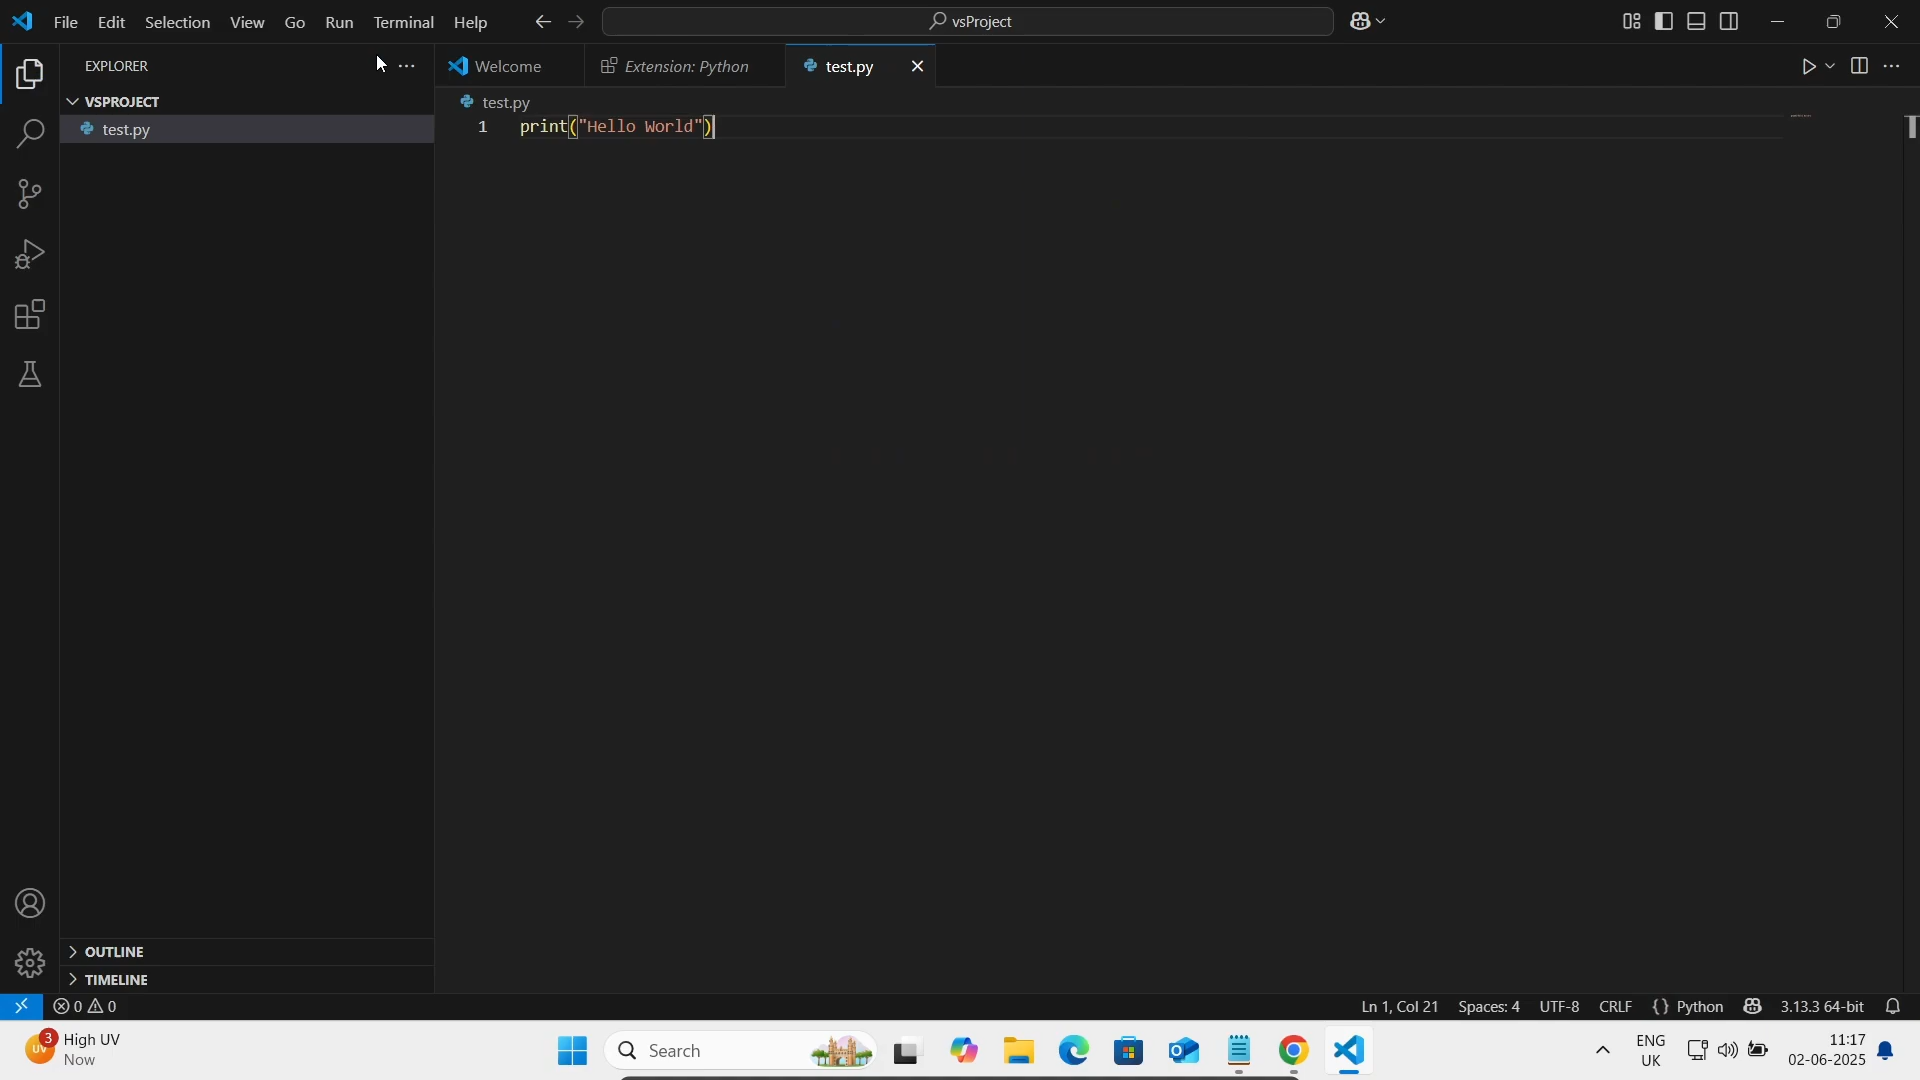 File Edit Selection View Go Run Terminal Help
vsProject
EXPLORER
Welcome
Extension: Python
test.py
VSPROJECT
test.py
test.py
1 print("Hello World")
OUTLINE
TIMELINE
0 0
Ln 1, Col 21 Spaces: 4 UTF-8 CRLF {} Python 3.13.3 64-bit
3
UV
High UV
Now
Search
ENG
UK
11:17
02-06-2025